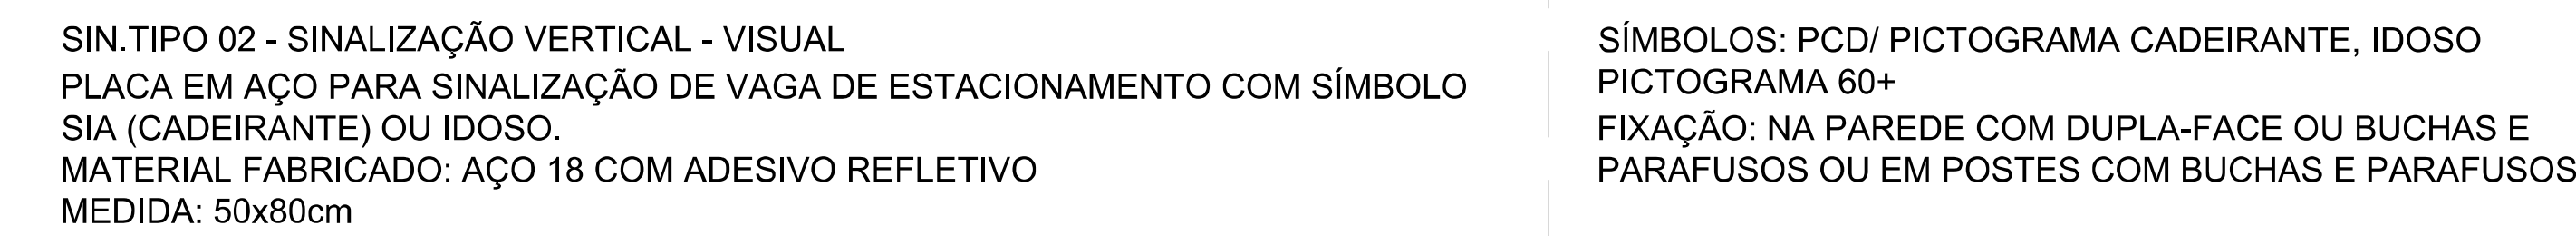 SIN.TIPO 02 - SINALIZAÇÃO VERTICAL - VISUAL
PLACA EM AÇO PARA SINALIZAÇÃO DE VAGA DE ESTACIONAMENTO COM SÍMBOLO
SIA (CADEIRANTE) OU IDOSO.
MATERIAL FABRICADO: AÇO 18 COM ADESIVO REFLETIVO
MEDIDA: 50x80cm
SÍMBOLOS: PCD/ PICTOGRAMA CADEIRANTE, IDOSO
PICTOGRAMA 60+
FIXAÇÃO: NA PAREDE COM DUPLA-FACE OU BUCHAS E
PARAFUSOS OU EM POSTES COM BUCHAS E PARAFUSOS